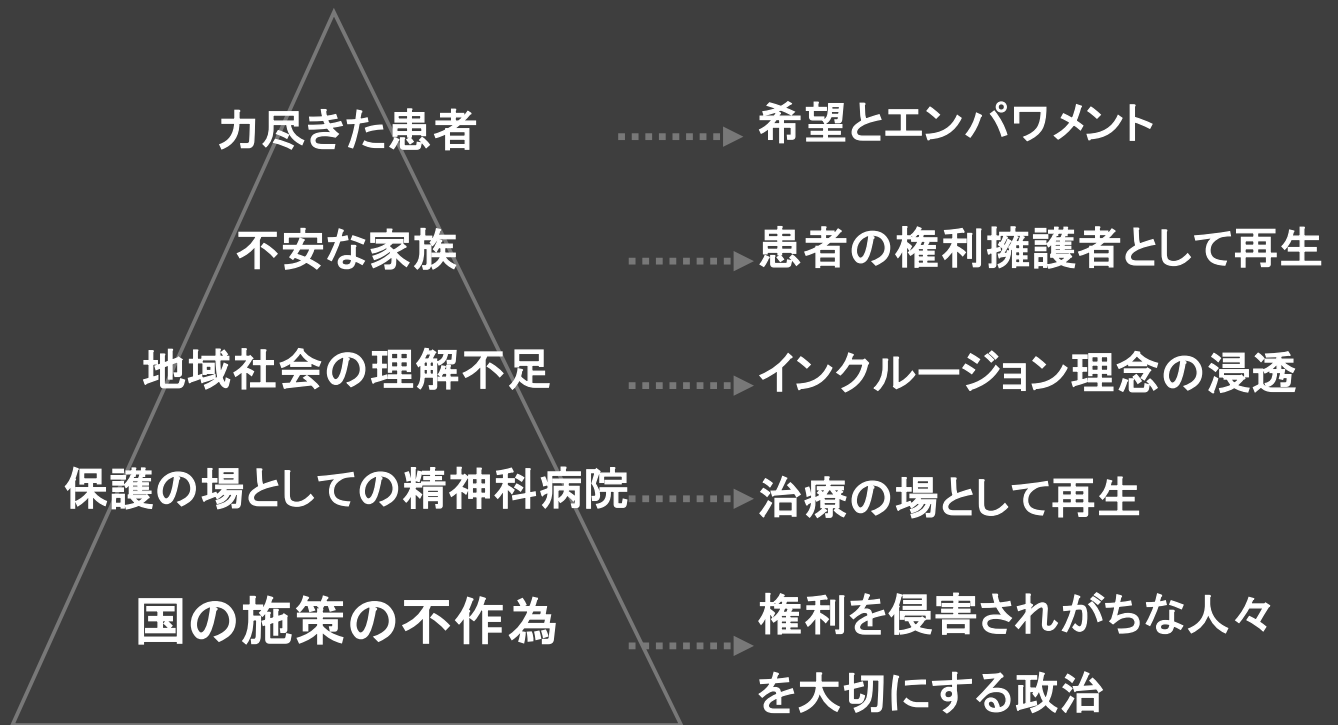 力尽きた患者
希望とエンパワメント
不安な家族
患者の権利擁護者として再生
地域社会の理解不足
インクルージョン理念の浸透
保護の場としての精神科病院
治療の場として再生
国の施策の不作為
権利を侵害されがちな人々
を大切にする政治